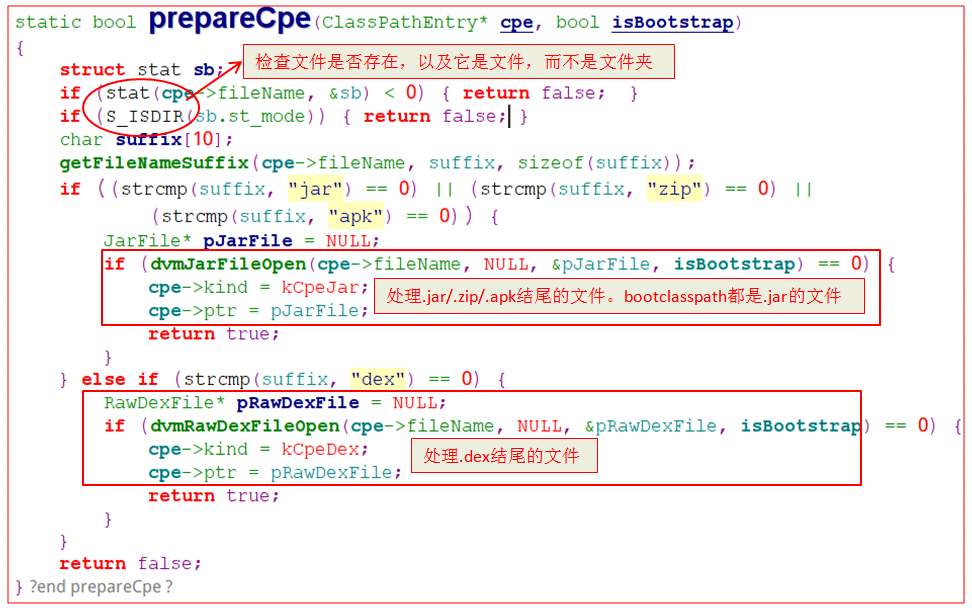 static bool prepareCpe(ClassPathEntry* cpe, bool isBootstrap)
{
检查文件是否存在，以及它是文件，而不是文件夹
struct stat sb;
if (stat(cpe->fileName, &sb) < 0) { return false; }
if (S_ISDIR(sb.st_mode)) { return false; }
char suffix[10];
getFileNameSuffix(cpe->fileName, suffix, sizeof(suffix));
if ((strcmp(suffix, "jar") == 0) || (strcmp(suffix, "zip") == 0) ||
(strcmp(suffix, "apk") == 0)) {
JarFile* pJarFile = NULL;
if (dvmJarFileOpen(cpe->fileName, NULL, &pJarFile, isBootstrap) == 0) {
cpe->kind = kCpeJar;
处理.jar/.zip/.apk结尾的文件。bootclasspath都是.jar的文件
cpe->ptr = pJarFile;
return true;
}
} else if (strcmp(suffix, "dex") == 0) {
RawDexFile* pRawDexFile = NULL;
if (dvmRawDexFileOpen(cpe->fileName, NULL, &pRawDexFile, isBootstrap) == 0) {
cpe->kind = kCpeDex;
处理.dex结尾的文件
cpe->ptr = pRawDexFile;
return true;
}
}
return false;
} ?end prepareCpe ?